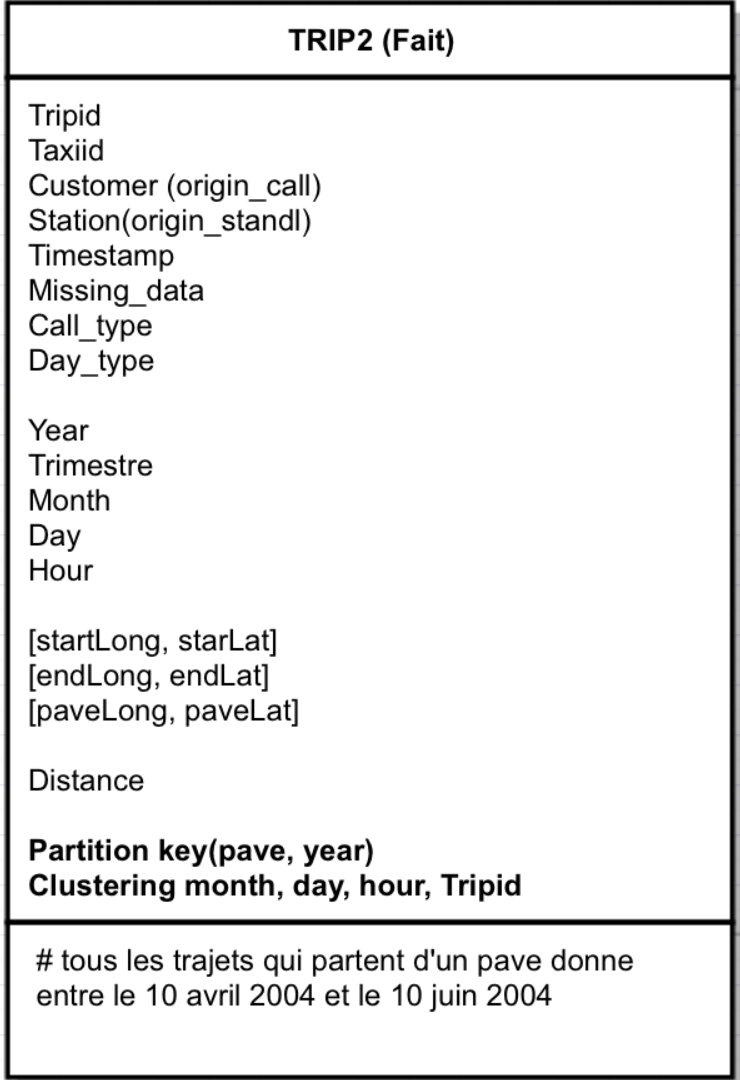 TRIP2 (Fait)
Tripid
Taxiid
Customer (origin_call)
Station(origin_standl)
Timestamp
Missing_data
Call_type
Day_type
Year
Trimestre
Month
Day
Hour
[startLong, starLat]
[endLong, endLat]
[paveLong, paveLat]
Distance
Partition key(pave, year)
Clustering month, day, hour, Tripid
# tous les trajets qui partent d'un pave donne
entre le 10 avril 2004 et le 10 juin 2004